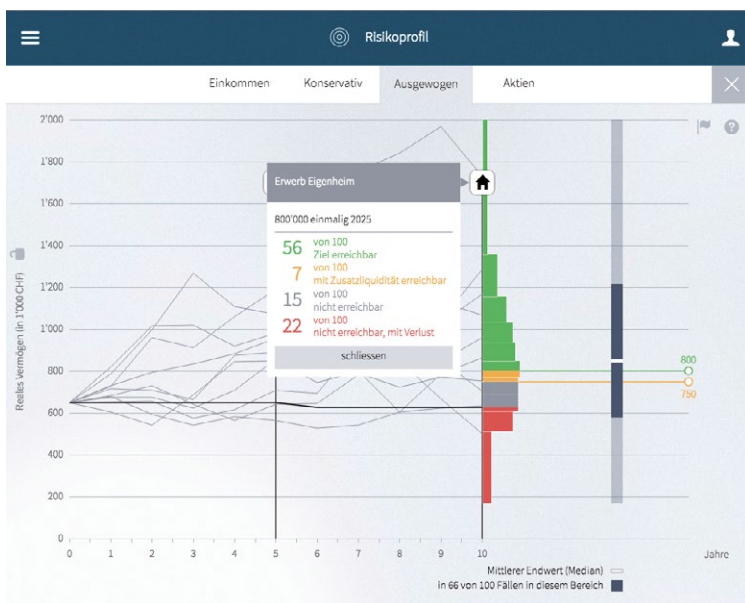 Risikoprofil
Einkommen Konservativ Ausgewogen Aktien
2'000
1'800
1'600
1'400
1'200
1'000
800
600
400
200
0
Reales Vermögen (in 1'000 CHF)
Erwerb Eigenheim
800'000 einmalig 2025
56 von 100
Ziel erreichbar
7 von 100
mit Zusatzliquidität erreichbar
15 von 100
nicht erreichbar
22 von 100
nicht erreichbar, mit Verlust
schliessen
800
750
0 1 2 3 4 5 6 7 8 9 10 Jahre
Mittlerer Endwert (Median)
in 66 von 100 Fällen in diesem Bereich
?